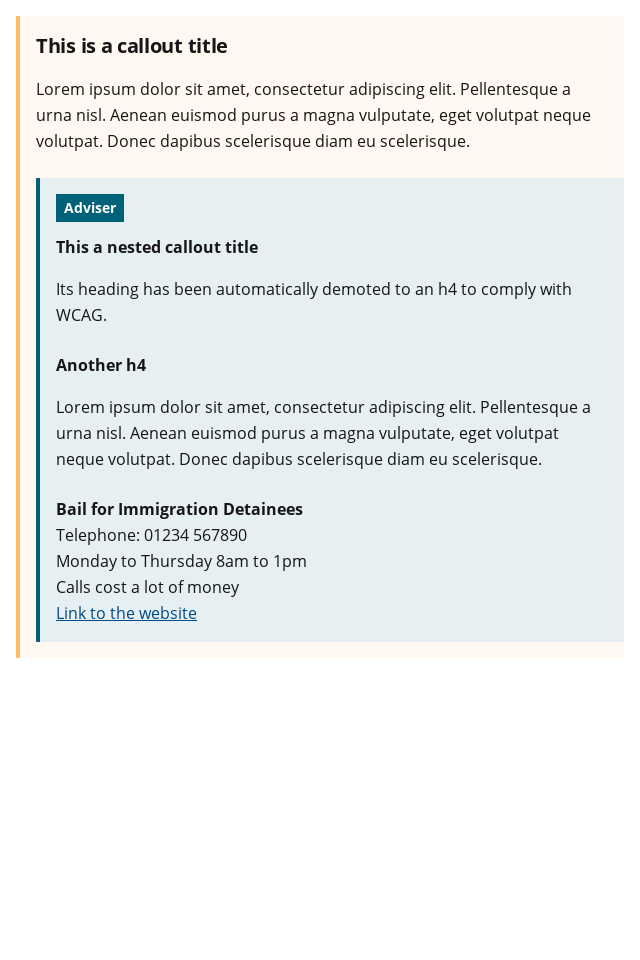 This is a callout title
Lorem ipsum dolor sit amet, consectetur adipiscing elit. Pellentesque a
urna nisl. Aenean euismod purus a magna vulputate, eget volutpat neque
volutpat. Donec dapibus scelerisque diam eu scelerisque.
Adviser
This a nested callout title
Its heading has been automatically demoted to an h4 to comply with
WCAG.
Another h4
Lorem ipsum dolor sit amet, consectetur adipiscing elit. Pellentesque a
urna nisl. Aenean euismod purus a magna vulputate, eget volutpat
neque volutpat. Donec dapibus scelerisque diam eu scelerisque.
Bail for Immigration Detainees
Telephone: 01234 567890
Monday to Thursday 8am to 1pm
Calls cost a lot of money
Link to the website